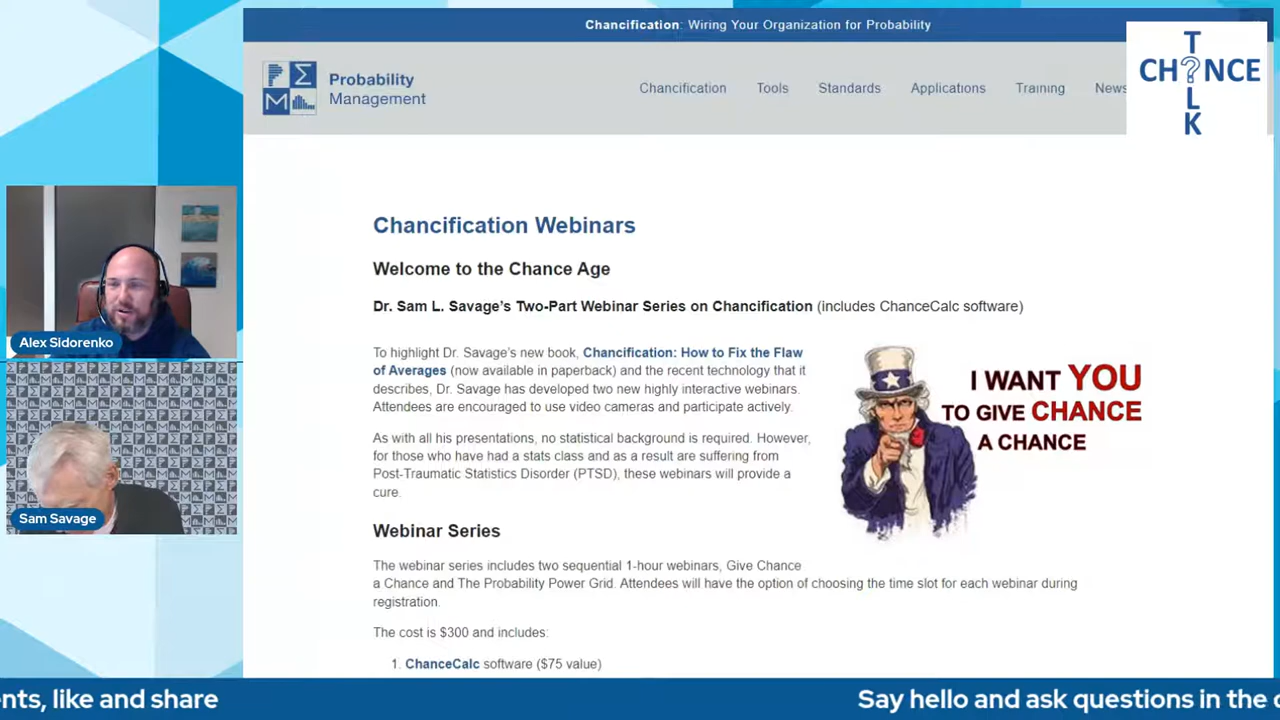 Chancification: Wiring Your Organization for Probability
Probability
Management
Chancification Tools Standards Applications Training News
CH?NCE
T?LK
Chancification Webinars
Welcome to the Chance Age
Dr. Sam L. Savage's Two-Part Webinar Series on Chancification (includes ChanceCalc software)
To highlight Dr. Savage's new book, Chancification: How to Fix the Flaw
of Averages (now available in paperback) and the recent technology that it
describes, Dr. Savage has developed two new highly interactive webinars.
Attendees are encouraged to use video cameras and participate actively.
As with all his presentations, no statistical background is required. However,
for those who have had a stats class and as a result are suffering from
Post-Traumatic Statistics Disorder (PTSD), these webinars will provide a
cure.
I WANT YOU
TO GIVE CHANCE
A CHANCE
Webinar Series
The webinar series includes two sequential 1-hour webinars, Give Chance
a Chance and The Probability Power Grid. Attendees will have the option of choosing the time slot for each webinar during
registration.
The cost is $300 and includes:
1. ChanceCalc software ($75 value)
Alex Sidorenko
Sam Savage
ents, like and share
Say hello and ask questions in the c